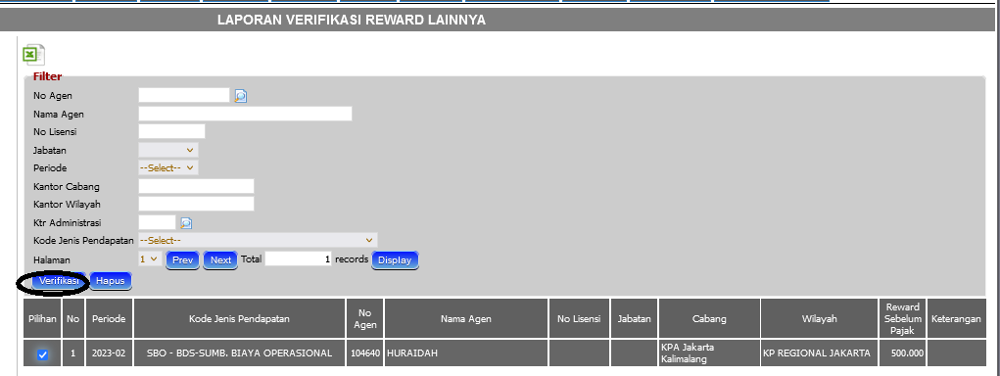 LAPORAN VERIFIKASI REWARD LAINNYA
Filter
No Agen
Nama Agen
No Lisensi
Jabatan
Periode --Select--
Kantor Cabang
Kantor Wilayah
Ktr Administrasi
Kode Jenis Pendapatan --Select--
Halaman 1 Prev Next Total 1 records Display
Verifikasi Hapus
Pilihan No Periode Kode Jenis Pendapatan No Agen Nama Agen No Lisensi Jabatan Cabang Wilayah Reward Sebelum Pajak Keterangan
1 2023-02 SBO - BDS-SUMB. BIAYA OPERASIONAL 104640 HURAIDAH KPA Jakarta Kalimalang KP REGIONAL JAKARTA 500.000